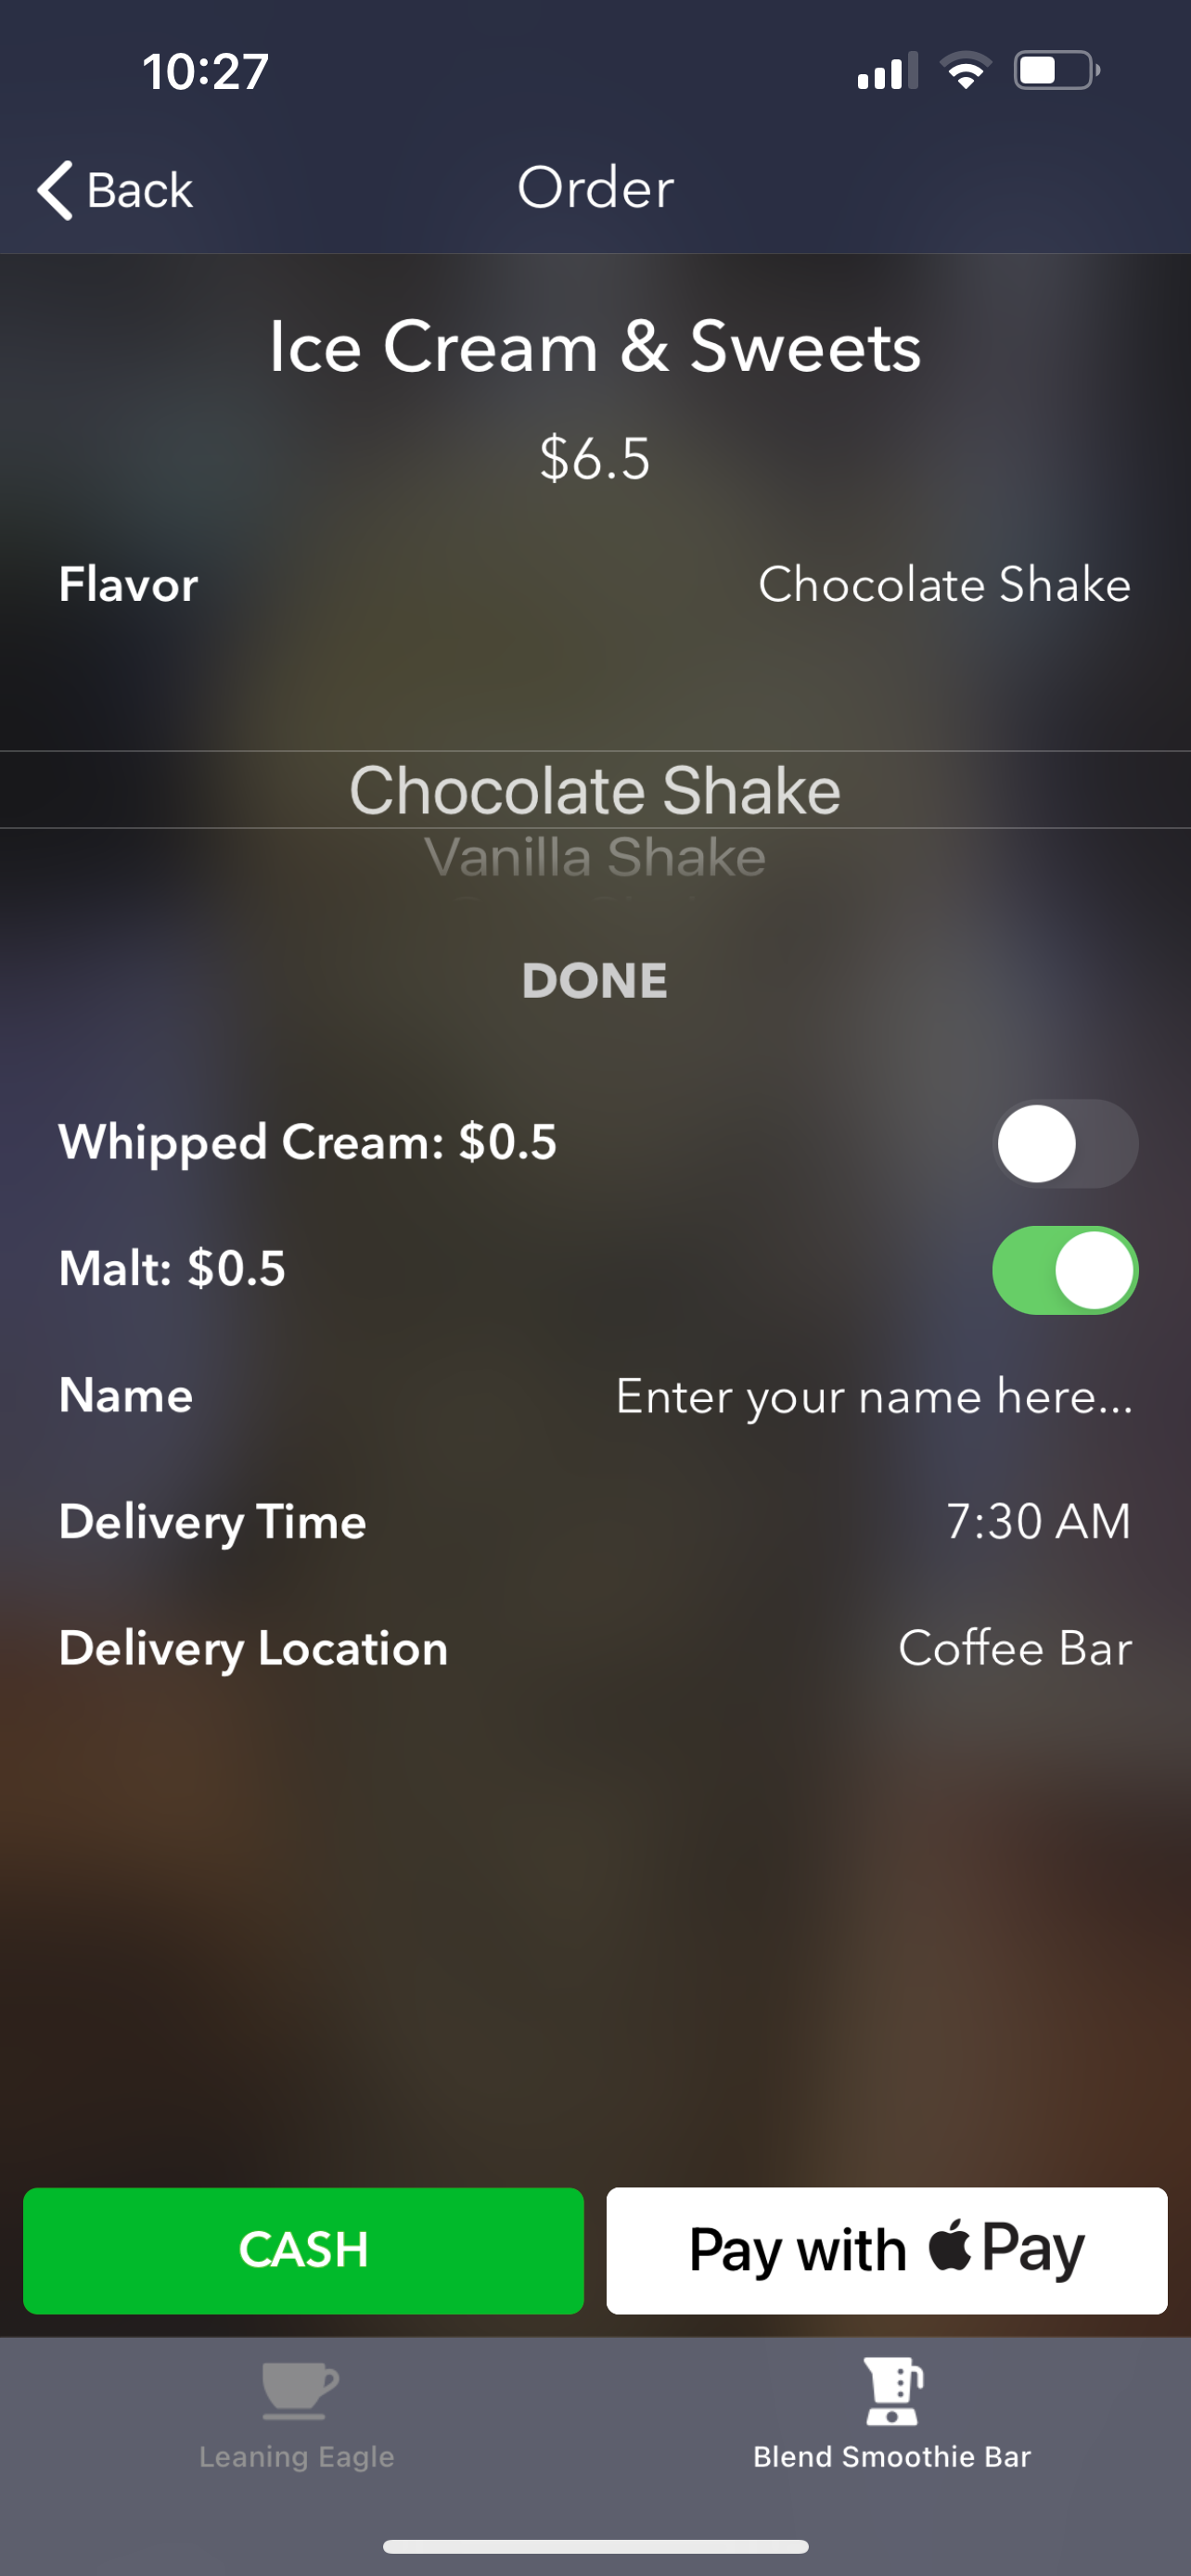 10:27
Back
Order
Ice Cream & Sweets
$6.5
Flavor
Chocolate Shake
Chocolate Shake
Vanilla Shake
DONE
Whipped Cream: $0.5
Malt: $0.5
Name
Enter your name here...
Delivery Time
7:30 AM
Delivery Location
Coffee Bar
CASH
Pay with Pay
Leaning Eagle
Blend Smoothie Bar